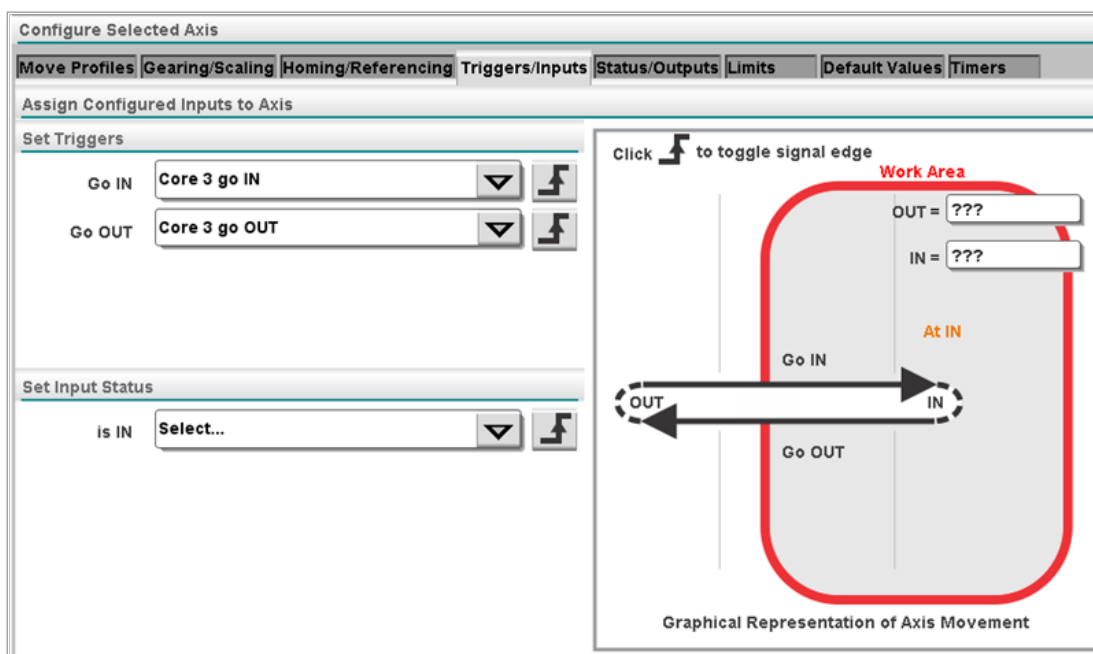 Configure Selected Axis
Move Profiles Gearing/Scaling Homing/Referencing Triggers/Inputs Status/Outputs Limits Default Values Timers
Assign Configured Inputs to Axis
Set Triggers
Go IN Core 3 go IN
Go OUT Core 3 go OUT
Set Input Status
is IN Select...
Click to toggle signal edge
Work Area
OUT = ???
IN = ???
At IN
Go IN
OUT IN
Go OUT
Graphical Representation of Axis Movement